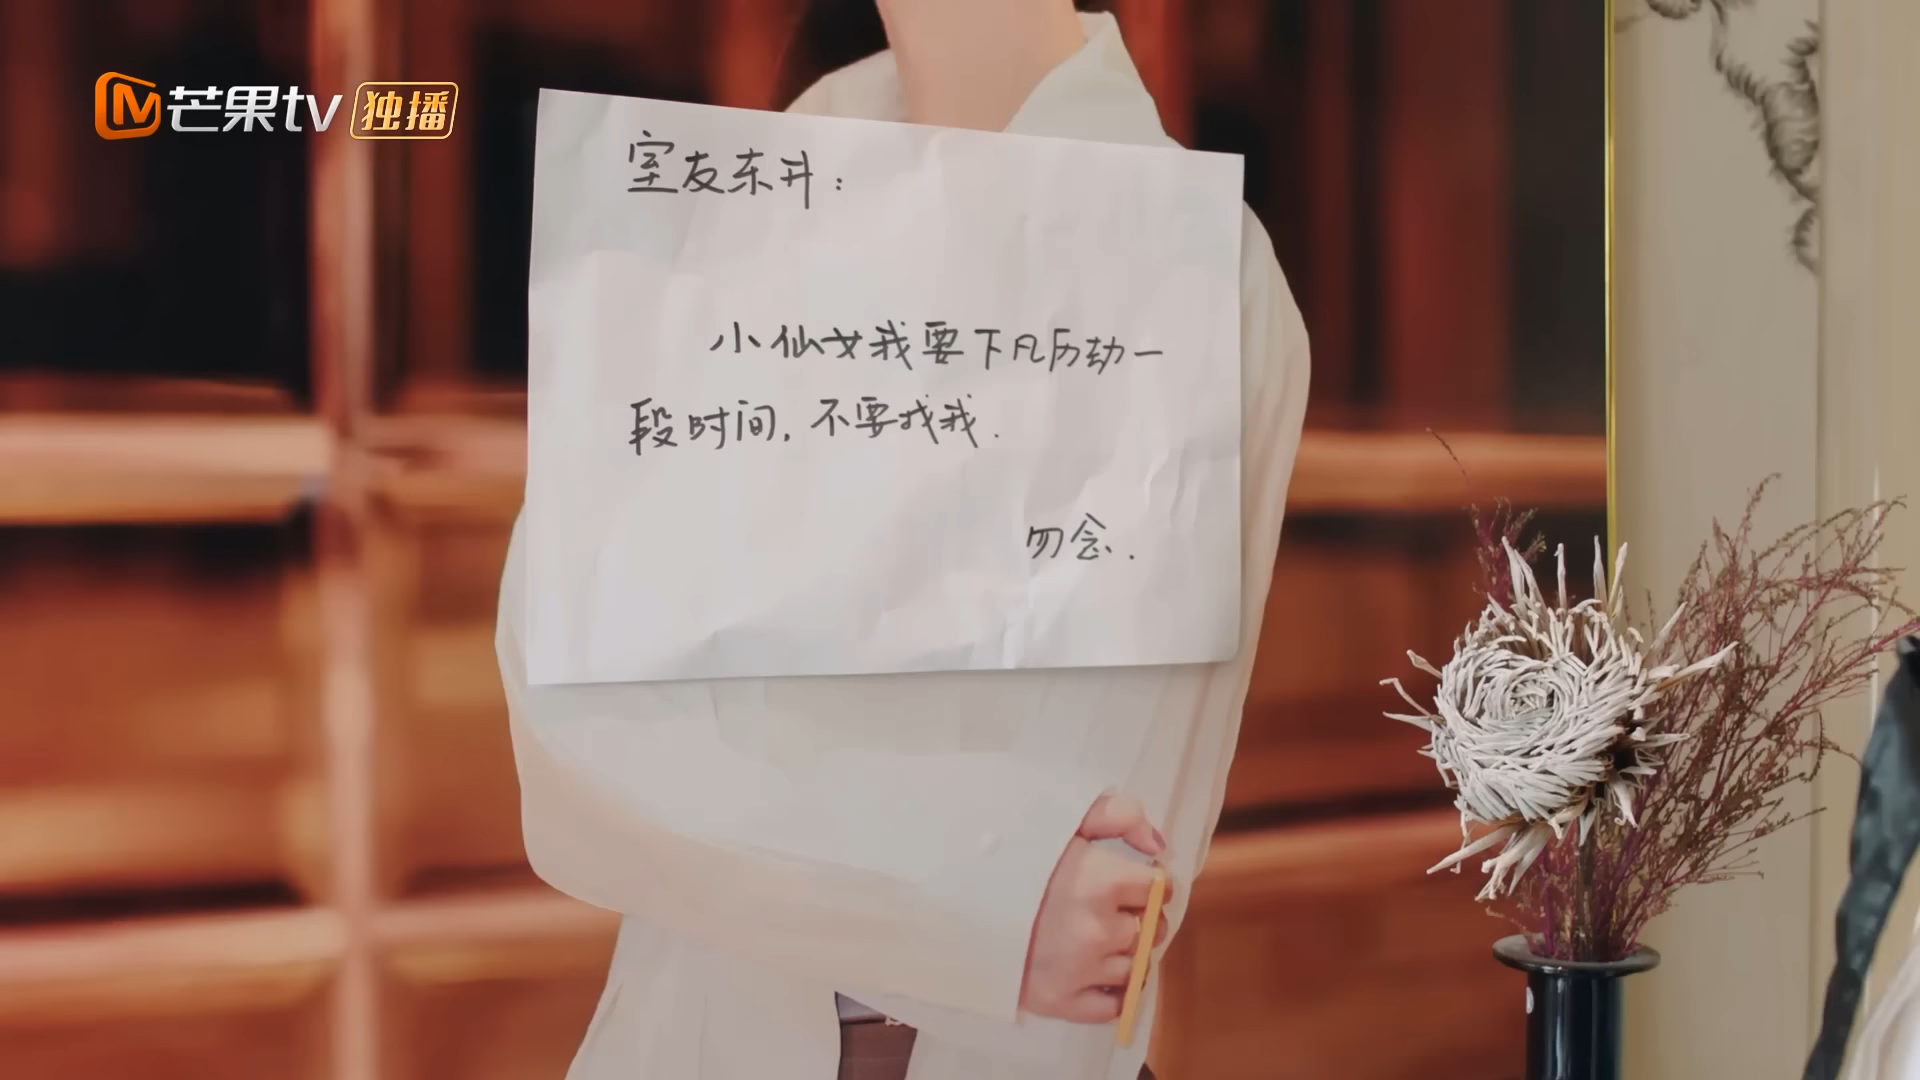 芒果tv 独播
室友东升：
小仙女我要下凡历劫一
段时间,不要找我.
勿念.